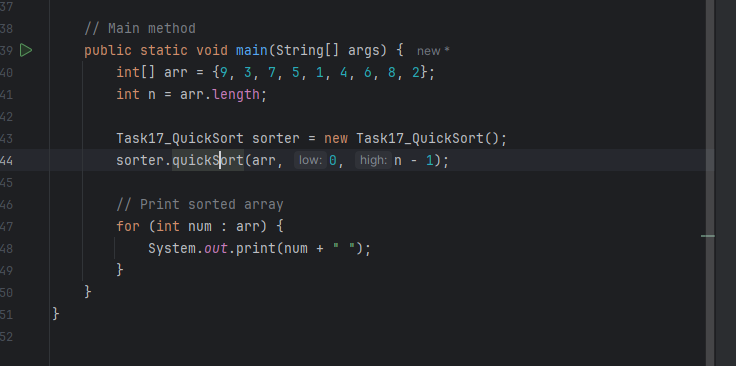 37
38 // Main method
39 public static void main(String[] args) { new *
40 int[] arr = {9, 3, 7, 5, 1, 4, 6, 8, 2};
41 int n = arr.length;
42
43 Task17_QuickSort sorter = new Task17_QuickSort();
44 sorter.quickSort(arr, low: 0, high: n - 1);
45
46 // Print sorted array
47 for (int num : arr) {
48 System.out.print(num + " ");
49 }
50 }
51 }
52